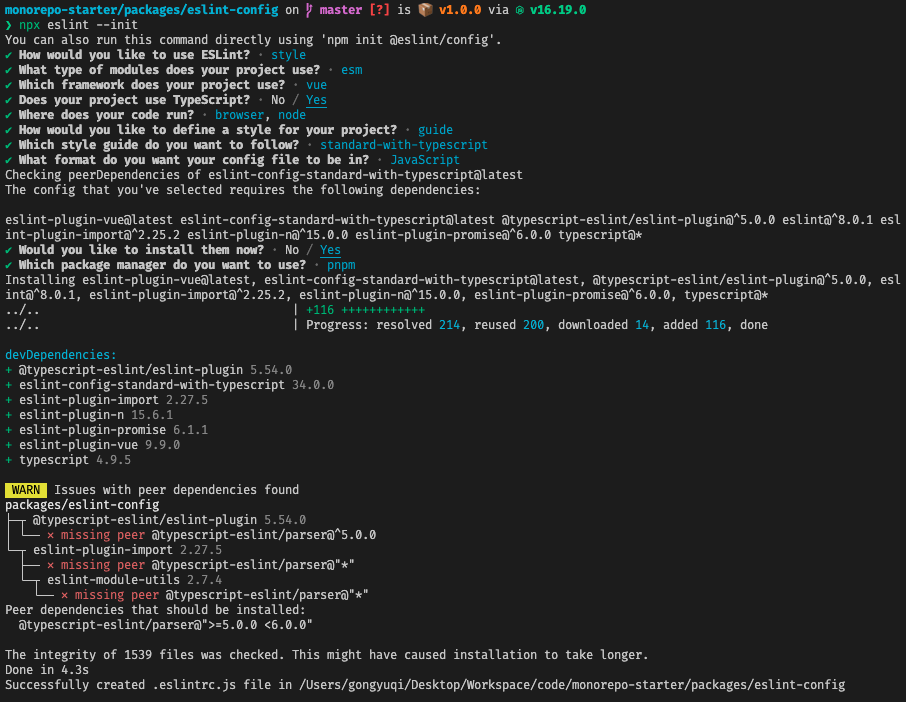 monorepo-starter/packages/eslint-config on master [?] is 📦 v1.0.0 via v16.19.0
❯ npx eslint --init
You can also run this command directly using 'npm init @eslint/config'.
✔ How would you like to use ESLint? · style
✔ What type of modules does your project use? · esm
✔ Which framework does your project use? · vue
✔ Does your project use TypeScript? · No / Yes
✔ Where does your code run? · browser, node
✔ How would you like to define a style for your project? · guide
✔ Which style guide do you want to follow? · standard-with-typescript
✔ What format do you want your config file to be in? · JavaScript
Checking peerDependencies of eslint-config-standard-with-typescript@latest
The config that you've selected requires the following dependencies:

eslint-plugin-vue@latest eslint-config-standard-with-typescript@latest @typescript-eslint/eslint-plugin@^5.0.0 eslint@^8.0.1 esl
int-plugin-import@^2.25.2 eslint-plugin-n@^15.0.0 eslint-plugin-promise@^6.0.0 typescript@*
✔ Would you like to install them now? · No / Yes
✔ Which package manager do you want to use? · pnpm
Installing eslint-plugin-vue@latest, eslint-config-standard-with-typescript@latest, @typescript-eslint/eslint-plugin@^5.0.0, esl
int@^8.0.1, eslint-plugin-import@^2.25.2, eslint-plugin-n@^15.0.0, eslint-plugin-promise@^6.0.0, typescript@*
../.. | +116 ++++++++++++
../.. | Progress: resolved 214, reused 200, downloaded 14, added 116, done

devDependencies:
+ @typescript-eslint/eslint-plugin 5.54.0
+ eslint-config-standard-with-typescript 34.0.0
+ eslint-plugin-import 2.27.5
+ eslint-plugin-n 15.6.1
+ eslint-plugin-promise 6.1.1
+ eslint-plugin-vue 9.9.0
+ typescript 4.9.5

WARN Issues with peer dependencies found
packages/eslint-config
├─┬ @typescript-eslint/eslint-plugin 5.54.0
│ └── ✕ missing peer @typescript-eslint/parser@^5.0.0
└─┬ eslint-plugin-import 2.27.5
  ├── ✕ missing peer @typescript-eslint/parser@"*"
  └─┬ eslint-module-utils 2.7.4
    └── ✕ missing peer @typescript-eslint/parser@"*"
Peer dependencies that should be installed:
  @typescript-eslint/parser@">=5.0.0 <6.0.0"

The integrity of 1539 files was checked. This might have caused installation to take longer.
Done in 4.3s
Successfully created .eslintrc.js file in /Users/gongyuqi/Desktop/Workspace/code/monorepo-starter/packages/eslint-config